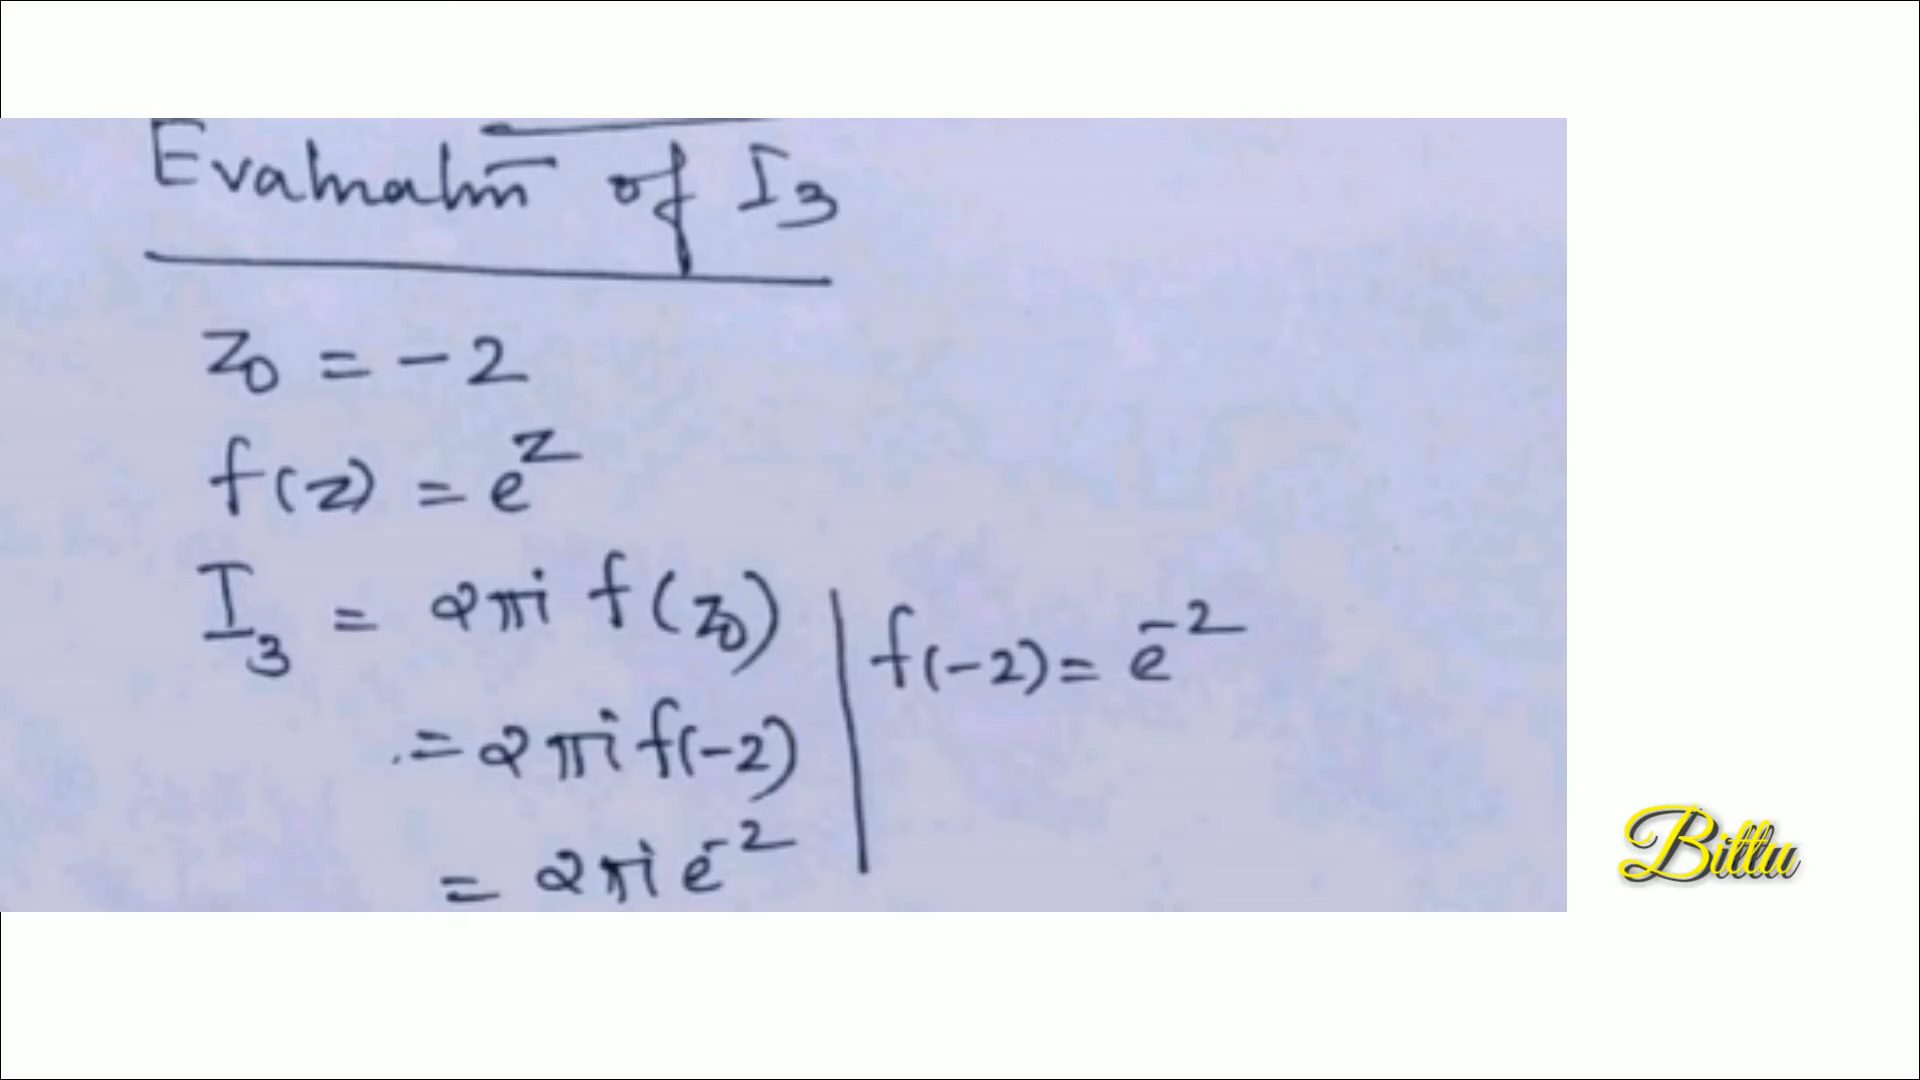 Evaluation of I₃
z₀ = -2
f(z) = e^z
I₃ = 2πi f(z₀) | f(-2) = e^-2
= 2πi f(-2)
= 2πi e^-2
Bittu